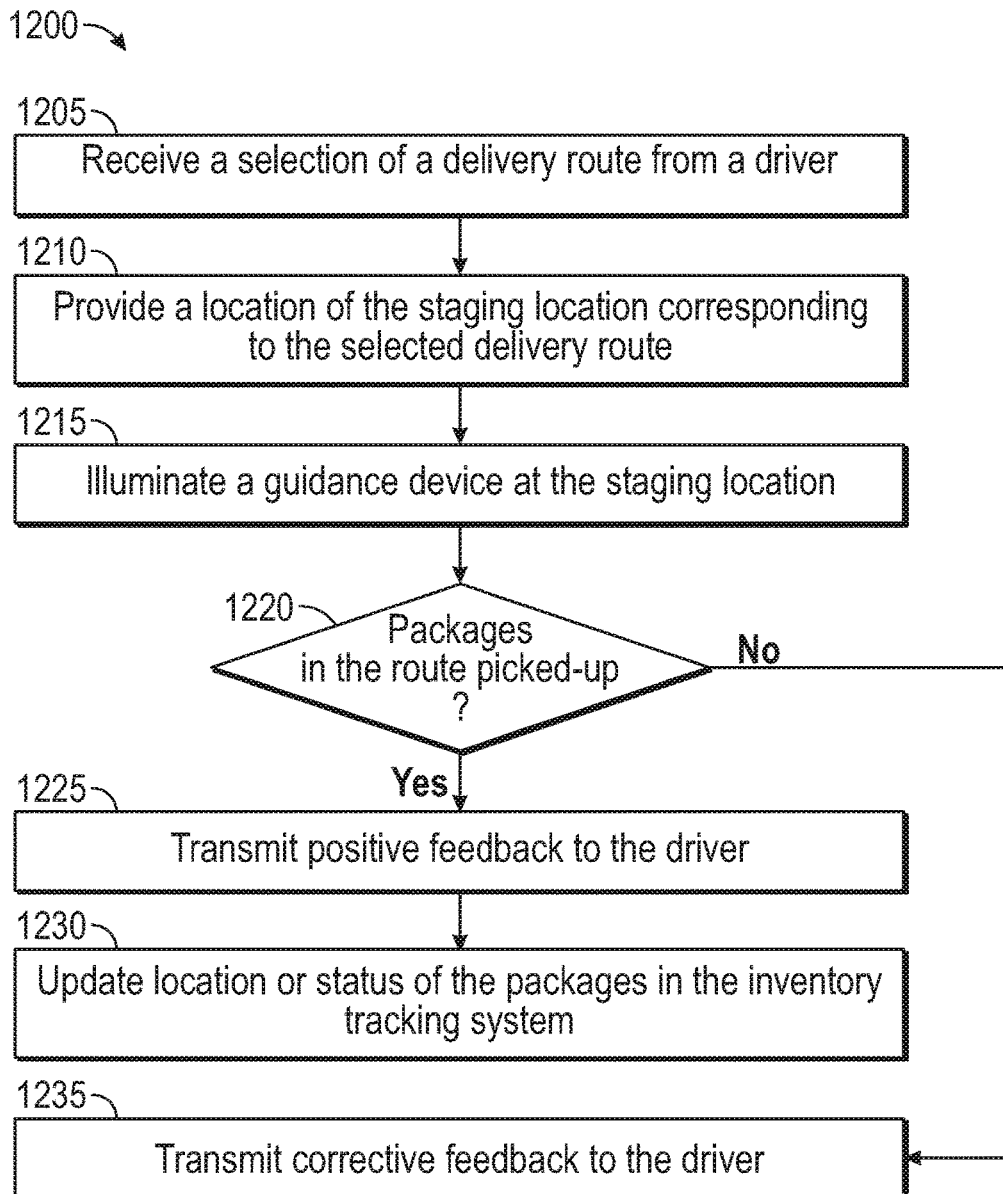 1200
1205
Receive a selection of a delivery route from a driver
1210
Provide a location of the staging location corresponding
to the selected delivery route
1215
Illuminate a guidance device at the staging location
1220
Packages
in the route picked-up
?
No
Yes
1225
Transmit positive feedback to the driver
1230
Update location or status of the packages in the inventory
tracking system
1235
Transmit corrective feedback to the driver